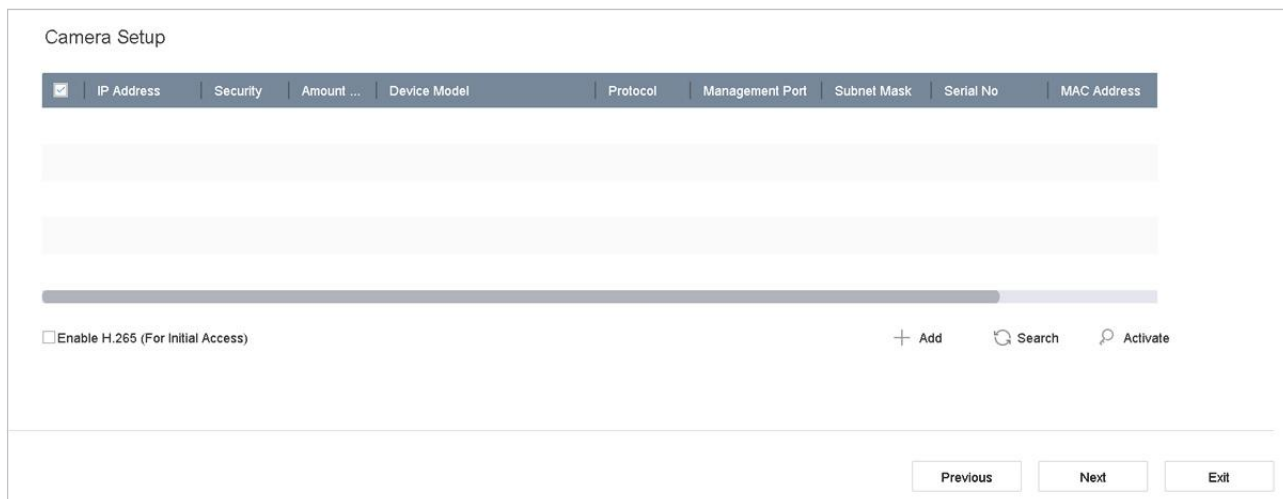 Camera Setup
IP Address Security Amount ... Device Model Protocol Management Port Subnet Mask Serial No MAC Address
Enable H.265 (For Initial Access) Add Search Activate
Previous Next Exit